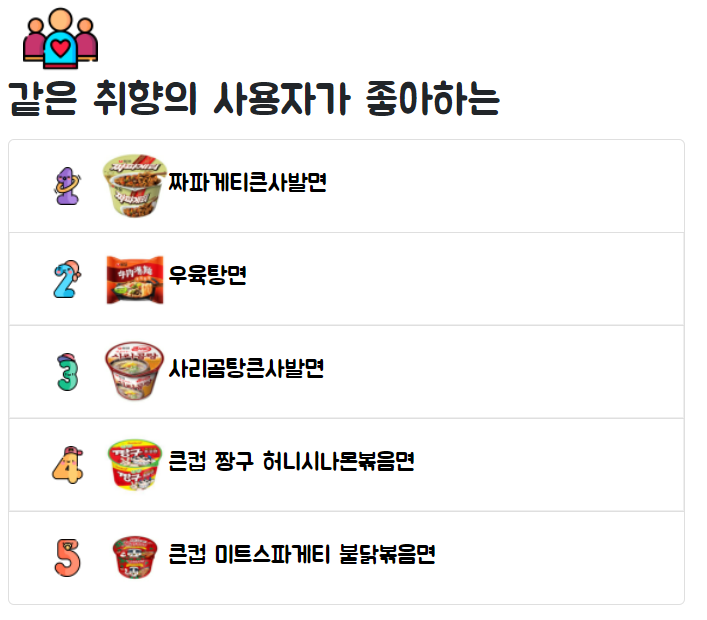 같은 취향의 사용자가 좋아하는
1
짜파게티큰사발면
2
우육탕면
3
사리곰탕큰사발면
4
큰컵 짱구 허니시나몬볶음면
5
큰컵 미트스파게티 불닭볶음면